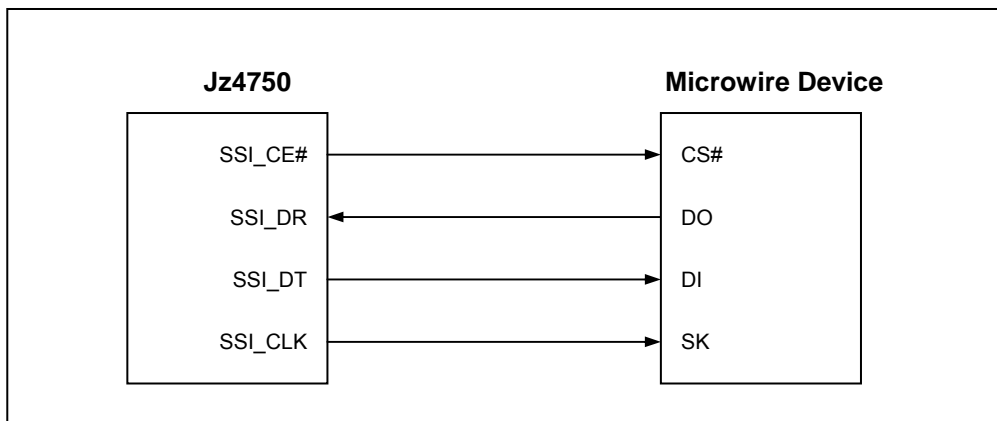 Jz4750 Microwire Device
SSI_CE# CS#
SSI_DR DO
SSI_DT DI
SSI_CLK SK